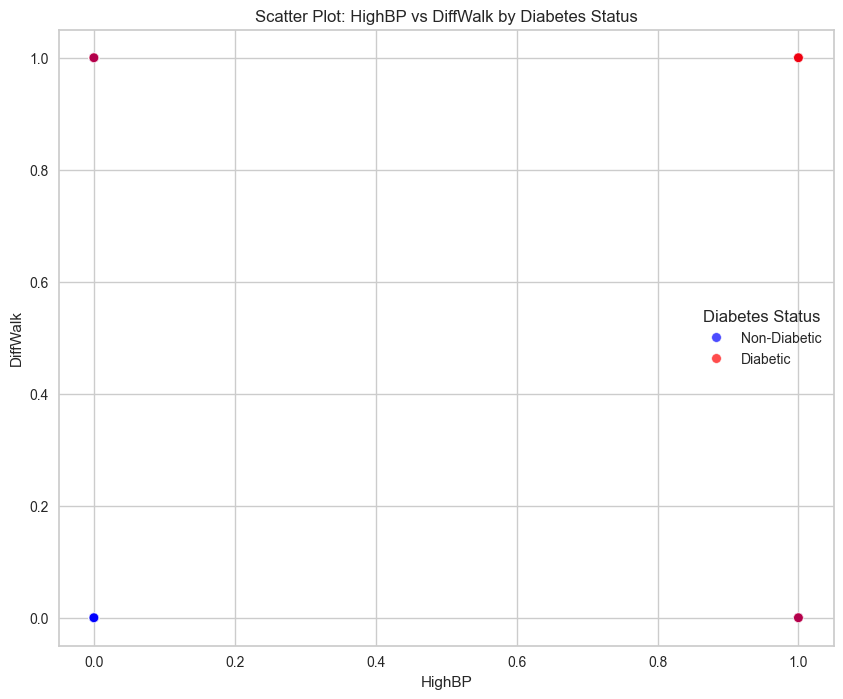 Scatter Plot: HighBP vs DiffWalk by Diabetes Status
1.0
0.8
0.6
0.4
0.2
0.0
DiffWalk
Diabetes Status
Non-Diabetic
Diabetic
0.0 0.2 0.4 0.6 0.8 1.0
HighBP